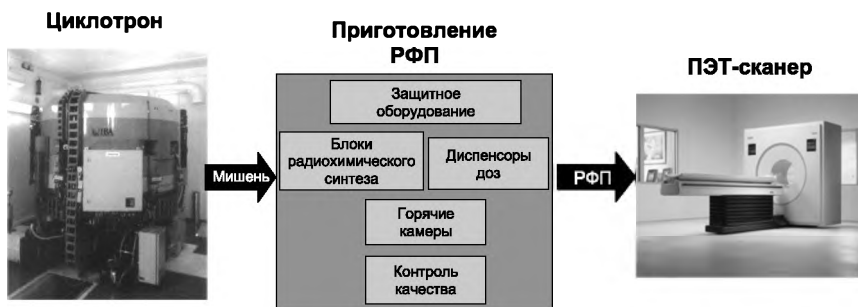 Циклотрон
Приготовление
РФП
ПЭТ-сканер
Защитное
оборудование
Блоки
радиохимического
синтеза
Диспенсоры
доз
Мишень
РФП
Горячие
камеры
Контроль
качества